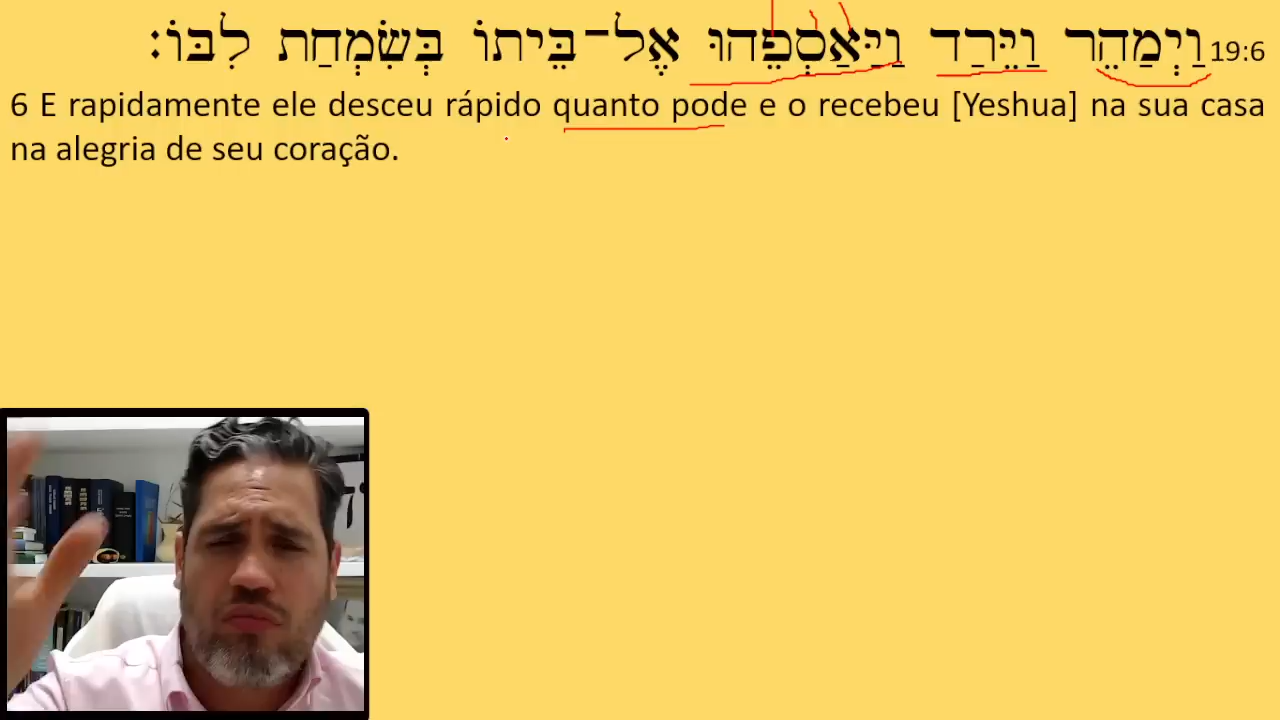 19:6 וַיְמַהֵר וַיֵּרַד וַיַּאַסְפֵהוּ אֶל־בֵּיתוֹ בְּשִׂמְחַת לִבּוֹ׃
6 E rapidamente ele desceu rápido quanto pode e o recebeu [Yeshua] na sua casa
na alegria de seu coração.